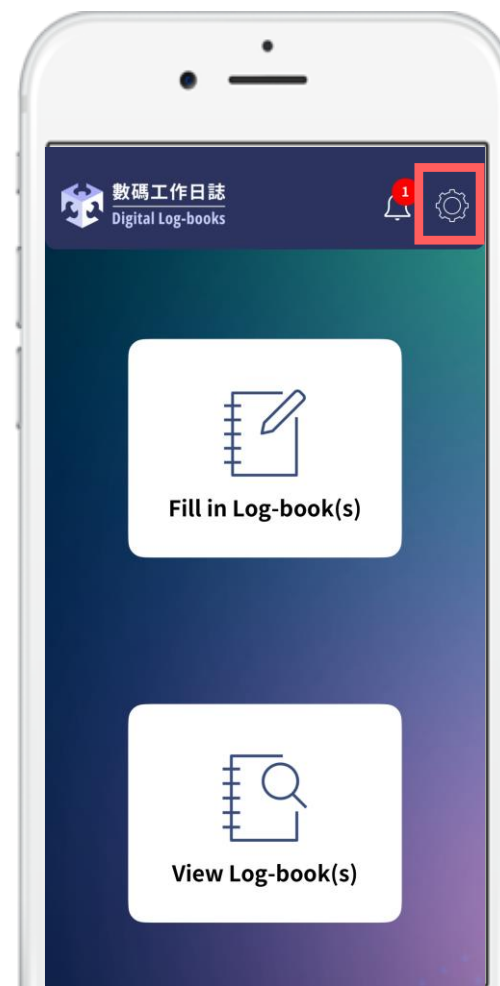 數碼工作日誌
Digital Log-books
1
Fill in Log-book(s)
View Log-book(s)